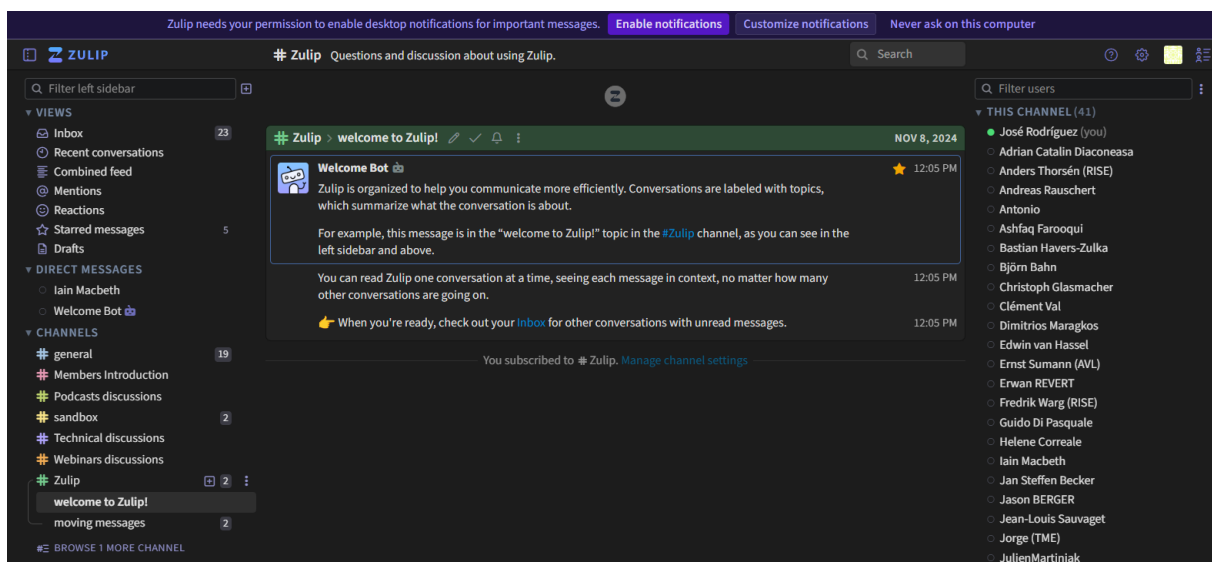 Zulip needs your permission to enable desktop notifications for important messages. Enable notifications Customize notifications Never ask on this computer
ZULIP
# Zulip Questions and discussion about using Zulip.
Search
Filter left sidebar
VIEWS
Inbox 23
Recent conversations
Combined feed
Mentions
Reactions
Starred messages 5
Drafts
DIRECT MESSAGES
Iain Macbeth
Welcome Bot
CHANNELS
# general 19
# Members Introduction
# Podcasts discussions
# sandbox 2
# Technical discussions
# Webinars discussions
# Zulip 2
welcome to Zulip!
moving messages 2
BROWSE 1 MORE CHANNEL
# Zulip > welcome to Zulip! NOV 8, 2024
Welcome Bot 12:05 PM
Zulip is organized to help you communicate more efficiently. Conversations are labeled with topics,
which summarize what the conversation is about.
For example, this message is in the “welcome to Zulip!” topic in the #Zulip channel, as you can see in the
left sidebar and above.
You can read Zulip one conversation at a time, seeing each message in context, no matter how many 12:05 PM
other conversations are going on.
👉 When you're ready, check out your Inbox for other conversations with unread messages. 12:05 PM
You subscribed to # Zulip. Manage channel settings
Filter users
THIS CHANNEL (41)
José Rodríguez (you)
Adrian Catalin Diaconeasa
Anders Thorsén (RISE)
Andreas Rauschert
Antonio
Ashfaq Farooqui
Bastian Havers-Zulka
Björn Bahn
Christoph Glasmacher
Clément Val
Dimitrios Maragkos
Edwin van Hassel
Ernst Sumann (AVL)
Erwan REVERT
Fredrik Warg (RISE)
Guido Di Pasquale
Helene Correale
Iain Macbeth
Jan Steffen Becker
Jason BERGER
Jean-Louis Sauvaget
Jorge (TME)
JulienMartiniak